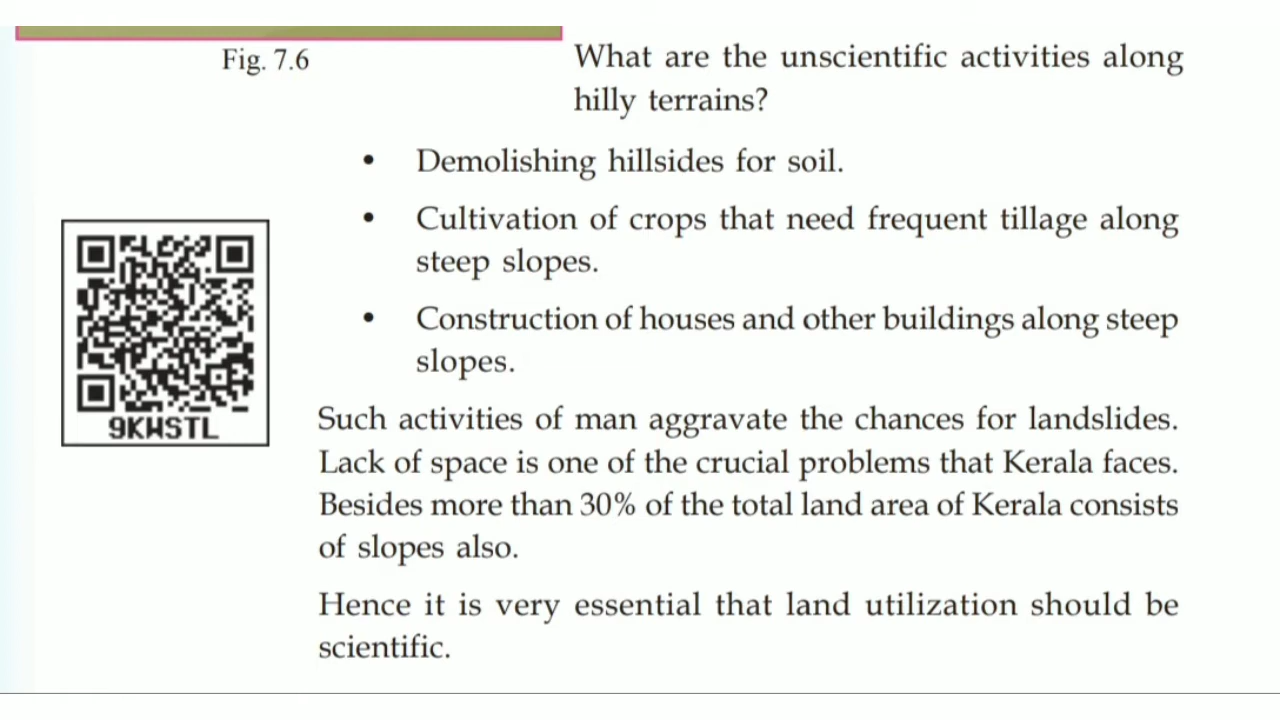 Fig. 7.6
What are the unscientific activities along
hilly terrains?
• Demolishing hillsides for soil.
• Cultivation of crops that need frequent tillage along
steep slopes.
• Construction of houses and other buildings along steep
slopes.
9KWSTL
Such activities of man aggravate the chances for landslides.
Lack of space is one of the crucial problems that Kerala faces.
Besides more than 30% of the total land area of Kerala consists
of slopes also.
Hence it is very essential that land utilization should be
scientific.